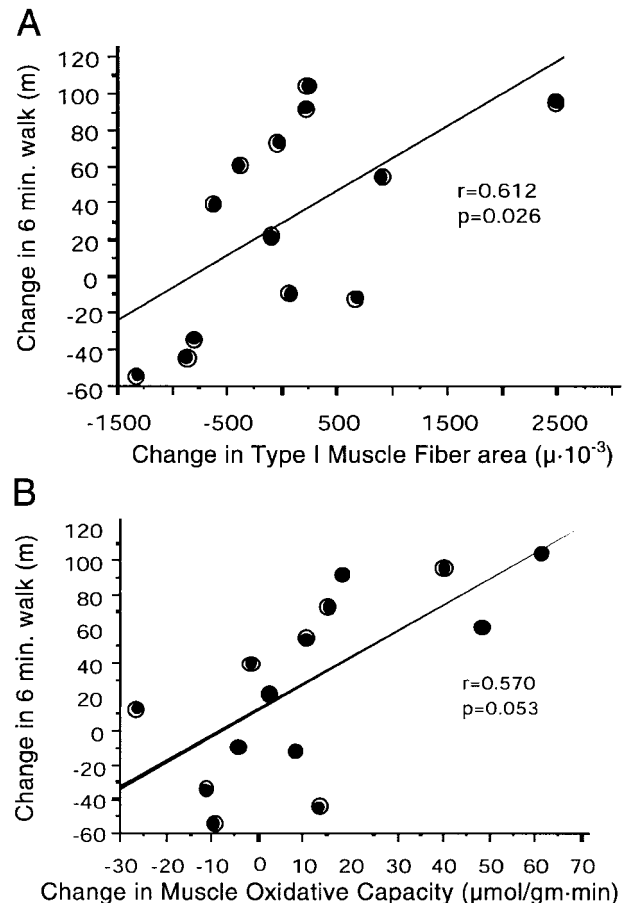 A
Change in 6 min. walk (m)
120
100
80
60
40
20
0
-20
-40
-60
r=0.612
p=0.026
-1500 -500 500 1500 2500
Change in Type I Muscle Fiber area (μ·10⁻³)
B
Change in 6 min. walk (m)
120
100
80
60
40
20
0
-20
-40
-60
r=0.570
p=0.053
-30 -20 -10 0 10 20 30 40 50 60 70
Change in Muscle Oxidative Capacity (μmol/gm·min)